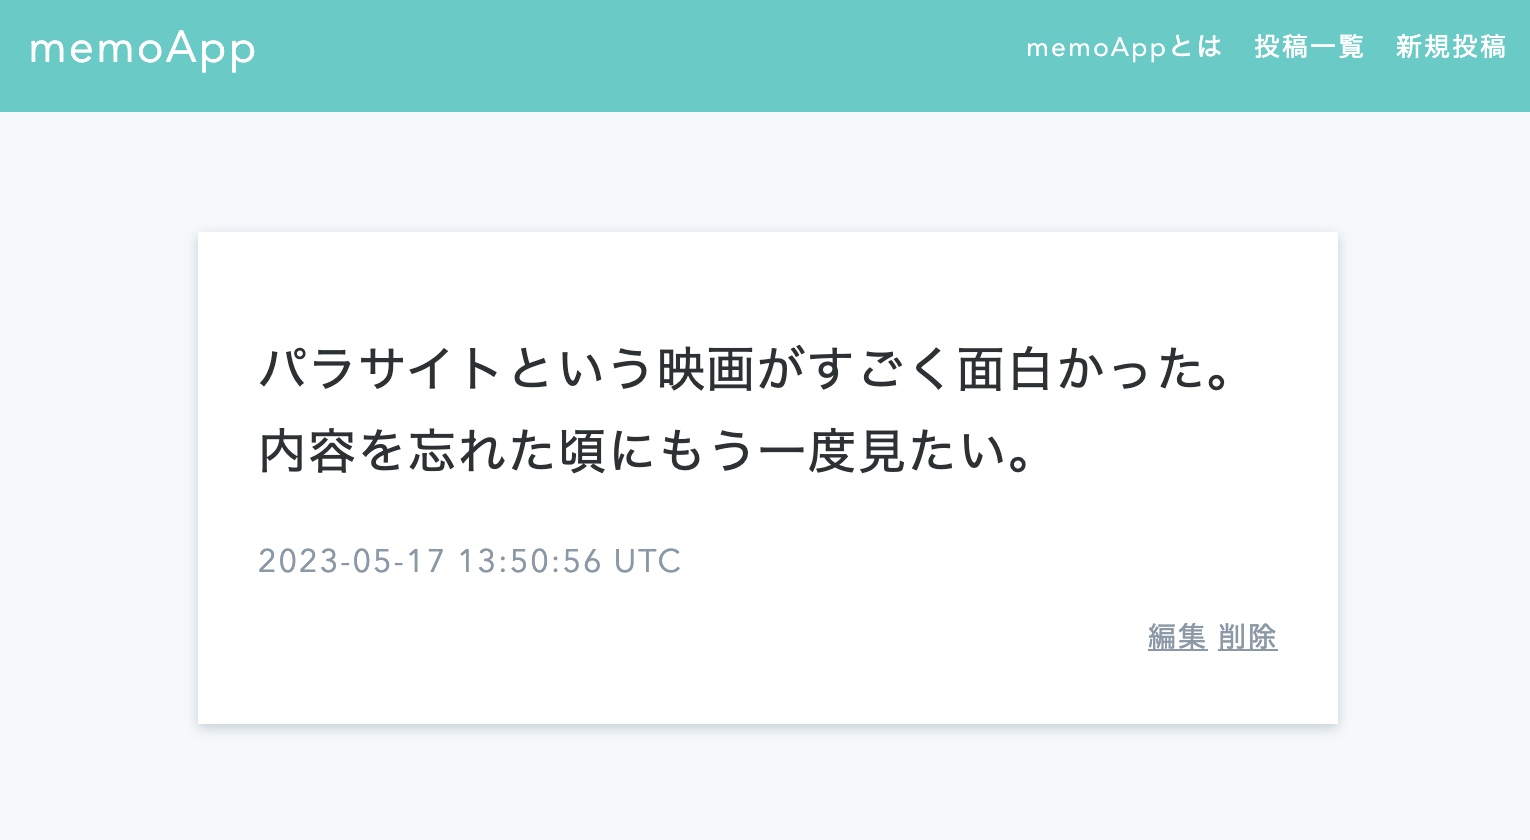 memoApp
memoAppとは 投稿一覧 新規投稿
パラサイトという映画がすごく面白かった。
内容を忘れた頃にもう一度見たい。
2023-05-17 13:50:56 UTC
編集 削除